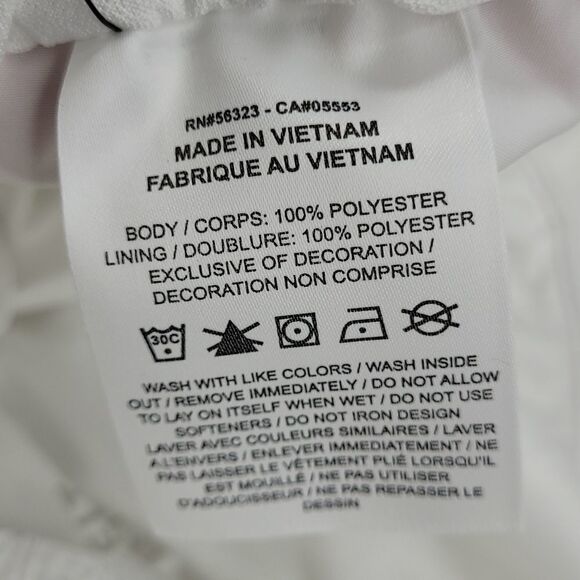 RN#56323 - CA#05553
MADE IN VIETNAM
FABRIQUE AU VIETNAM
BODY / CORPS: 100% POLYESTER
LINING / DOUBLURE: 100% POLYESTER
EXCLUSIVE OF DECORATION /
DECORATION NON COMPRISE
30C
WASH WITH LIKE COLORS / WASH INSIDE
OUT / REMOVE IMMEDIATELY / DO NOT ALLOW
TO LAY ON ITSELF WHEN WET / DO NOT USE
SOFTENERS / DO NOT IRON DESIGN
LAVER AVEC COULEURS SIMILAIRES / LAVER
A L'ENVERS / ENLEVER IMMEDIATEMENT / NE
PAS LAISSER LE VÊTEMENT PLIÉ LORSQU'IL
EST MOUILLÉ / NE PAS UTILISER
D'ADOUCISSEUR / NE PAS REPASSER LE
DESSIN